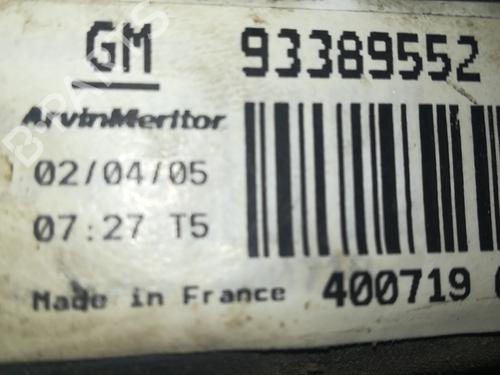 GM 93389552
ArvinMeritor
02/04/05
07:27 T5
Made in France 400719